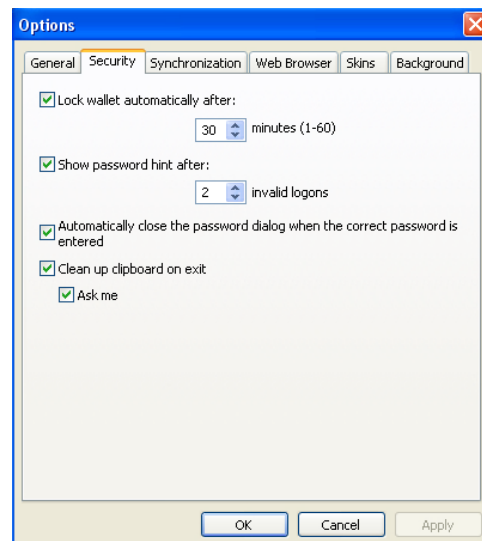 Options
General Security Synchronization Web Browser Skins Background
Lock wallet automatically after:
30 minutes (1-60)
Show password hint after:
2 invalid logons
Automatically close the password dialog when the correct password is
entered
Clean up clipboard on exit
Ask me
OK Cancel Apply